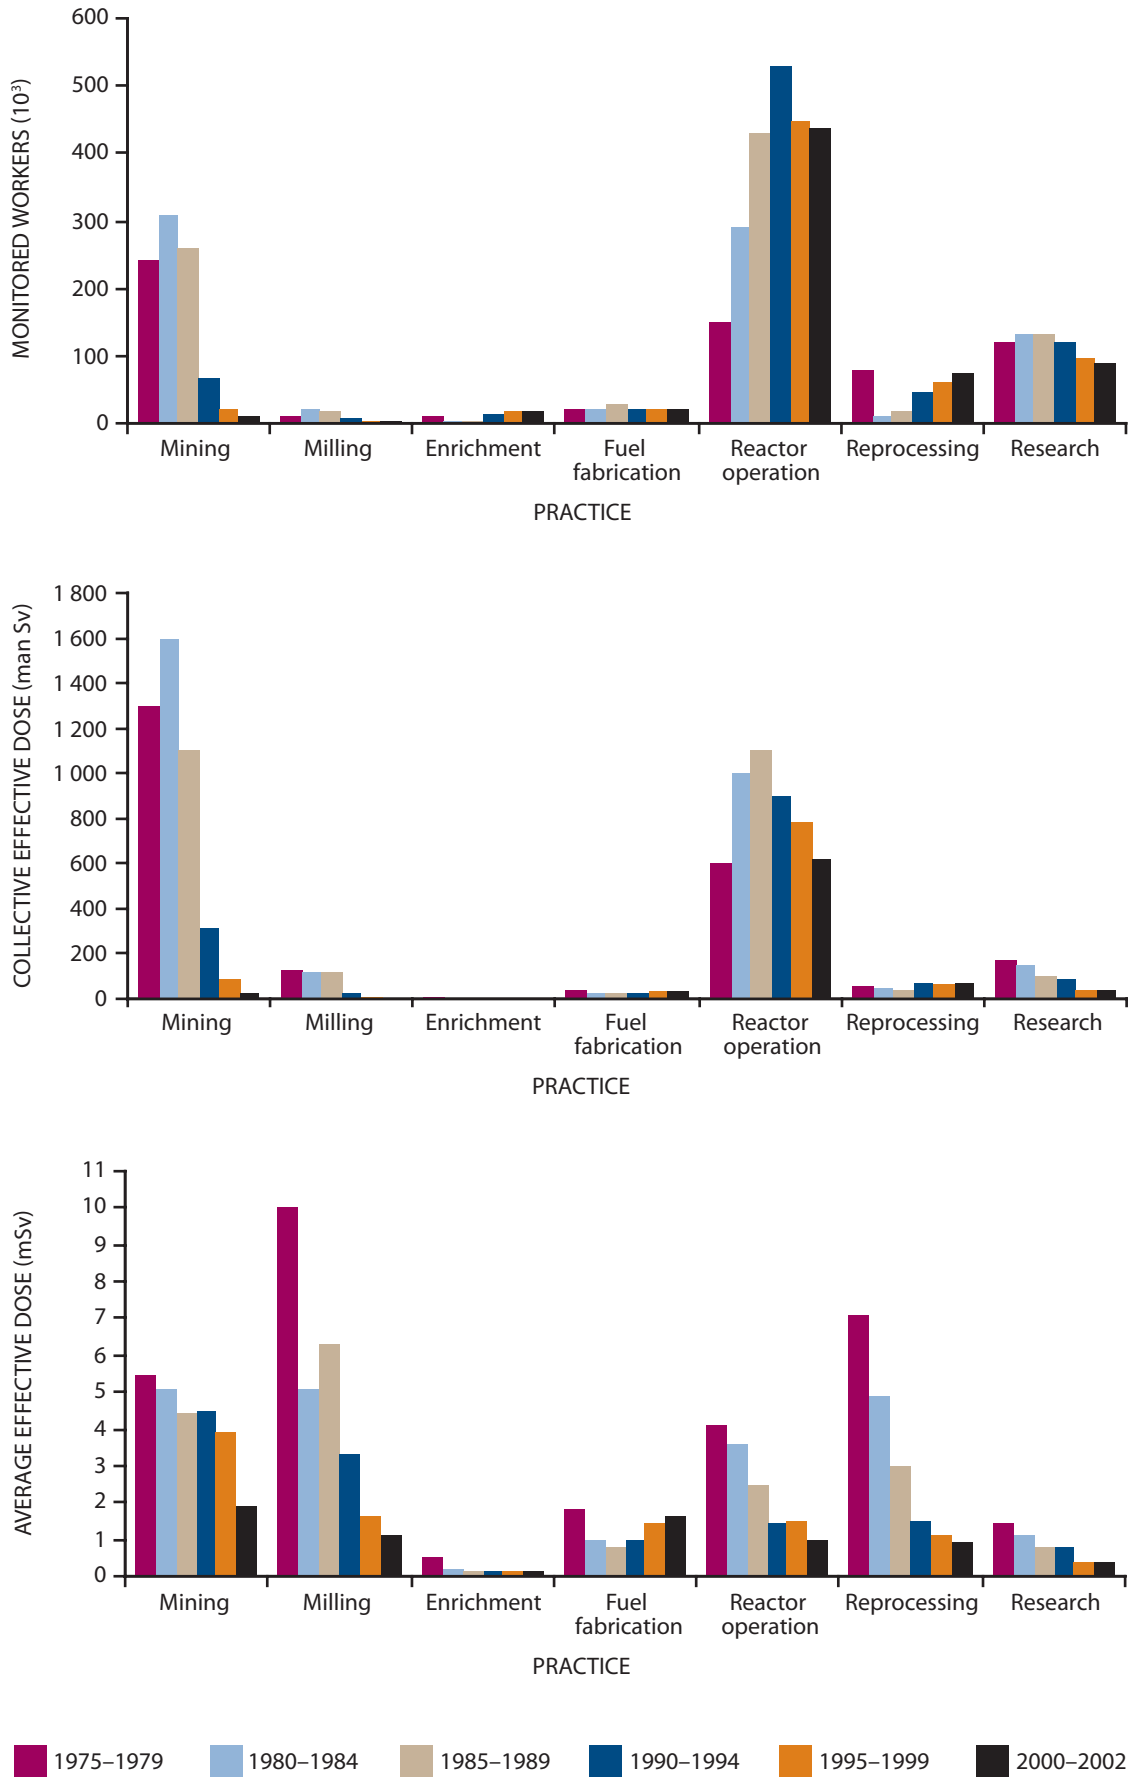 MONITORED WORKERS (10³)
600
500
400
300
200
100
0
Mining Milling Enrichment Fuel fabrication Reactor operation Reprocessing Research
PRACTICE
COLLECTIVE EFFECTIVE DOSE (man Sv)
1 800
1 600
1 400
1 200
1 000
800
600
400
200
0
Mining Milling Enrichment Fuel fabrication Reactor operation Reprocessing Research
PRACTICE
AVERAGE EFFECTIVE DOSE (mSv)
11
10
9
8
7
6
5
4
3
2
1
0
Mining Milling Enrichment Fuel fabrication Reactor operation Reprocessing Research
PRACTICE
1975–1979 1980–1984 1985–1989 1990–1994 1995–1999 2000–2002